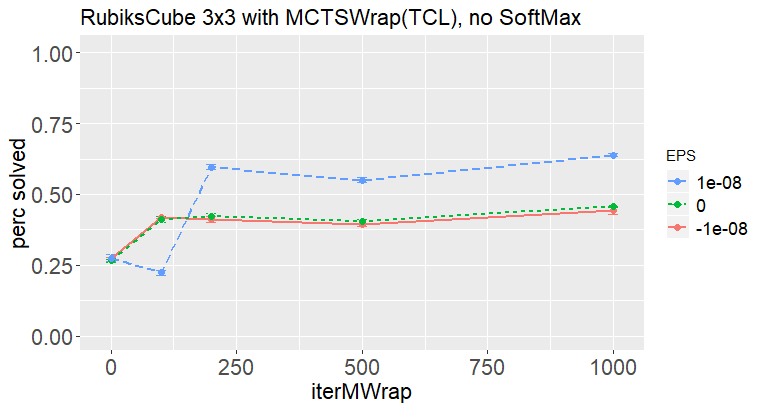 RubiksCube 3x3 with MCTSWrap(TCL), no SoftMax
1.00
0.75
0.50
0.25
0.00
perc solved
0
250
500
750
1000
iterMWrap
EPS
1e-08
0
-1e-08